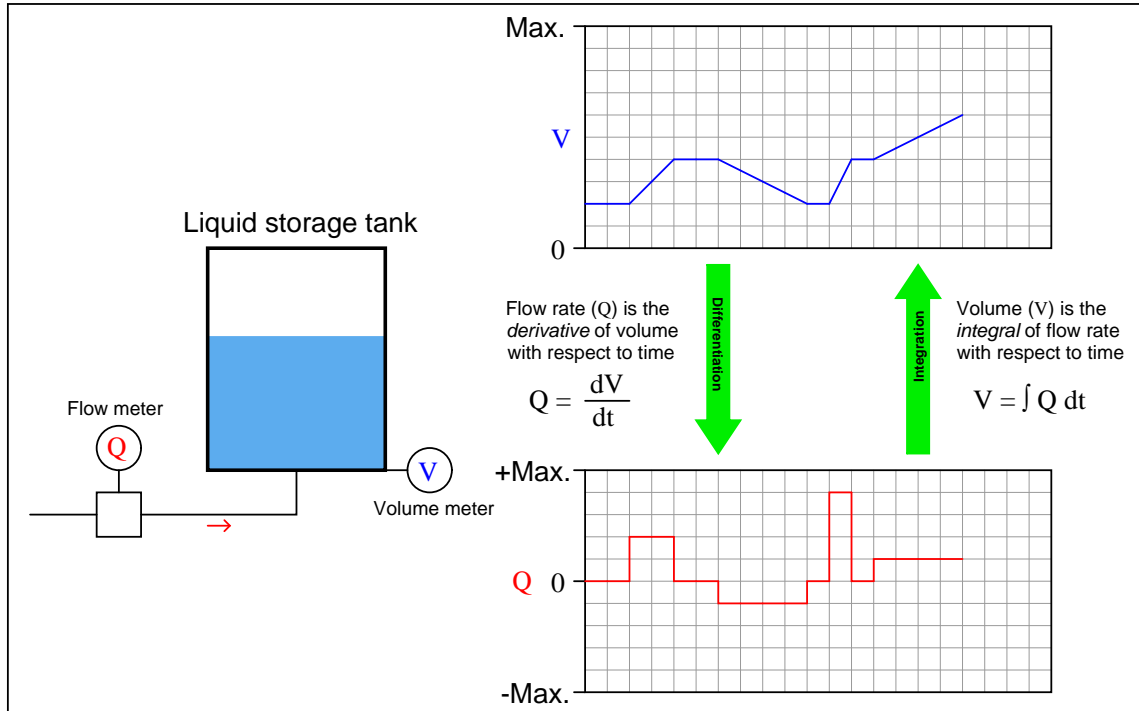 Max.
V
0
Liquid storage tank
Flow meter
Q
V
Volume meter
Flow rate (Q) is the
derivative of volume
with respect to time
Q = dV
dt
Differentiation
Integration
Volume (V) is the
integral of flow rate
with respect to time
V = ∫ Q dt
+Max.
Q 0
-Max.